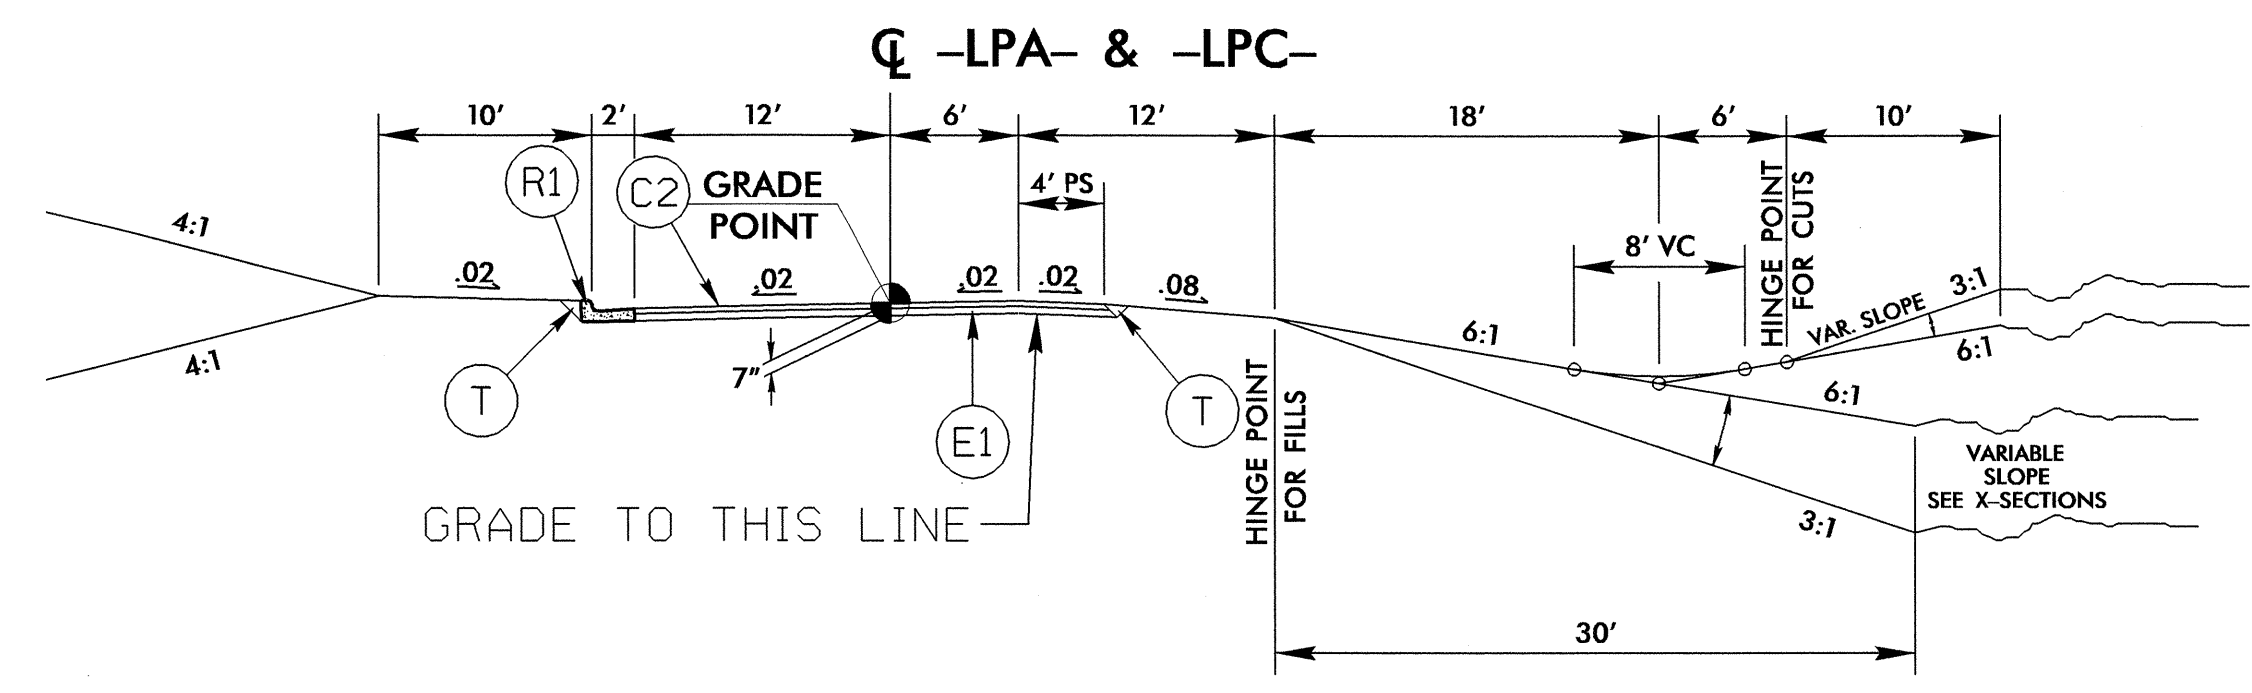 ℄ –LPA– & –LPC–
10' 2' 12' 6' 12' 18' 6' 10'
R1
C2
GRADE
POINT
4' PS
8' VC
HINGE POINT
FOR CUTS
4:1
.02
.02
.02
.02
.08
3:1
VAR. SLOPE
6:1
6:1
4:1
7"
T
E1
T
6:1
HINGE POINT
FOR FILLS
VARIABLE
SLOPE
SEE X–SECTIONS
GRADE TO THIS LINE
3:1
30'